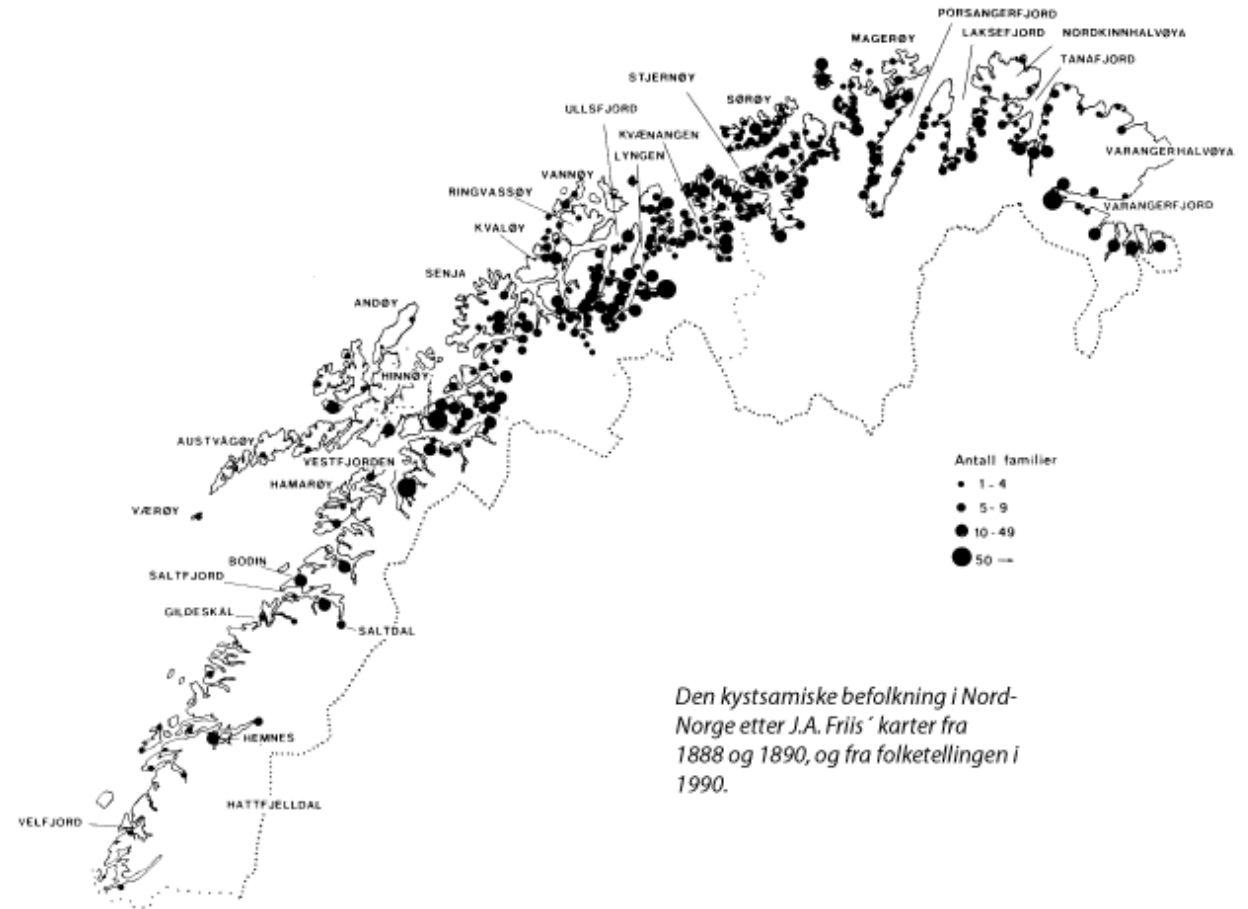 PORSANGERFJORD
LAKSEFJORD
NORDKINNHALVØYA
MAGERØY
TANAFJORD
STJERNØY
SØRØY
ULLSFJORD
KVÆNANGEN
LYNGEN
VARANGERHALVØYA
VANNØY
RINGVASSØY
VARANGERFJORD
KVALØY
SENJA
ANDØY
HINNØY
AUSTVÅGØY
VESTFJORDEN
HAMARØY
VÆRØY
Antall familier
1-4
5-9
10-49
50 —
BODIN
SALTFJORD
GILDESKÅL
SALTDAL
HEMNES
HATTFJELLDAL
VELFJORD
Den kystsamiske befolkning i Nord-
Norge etter J.A. Friis´ karter fra
1888 og 1890, og fra folketellingen i
1990.